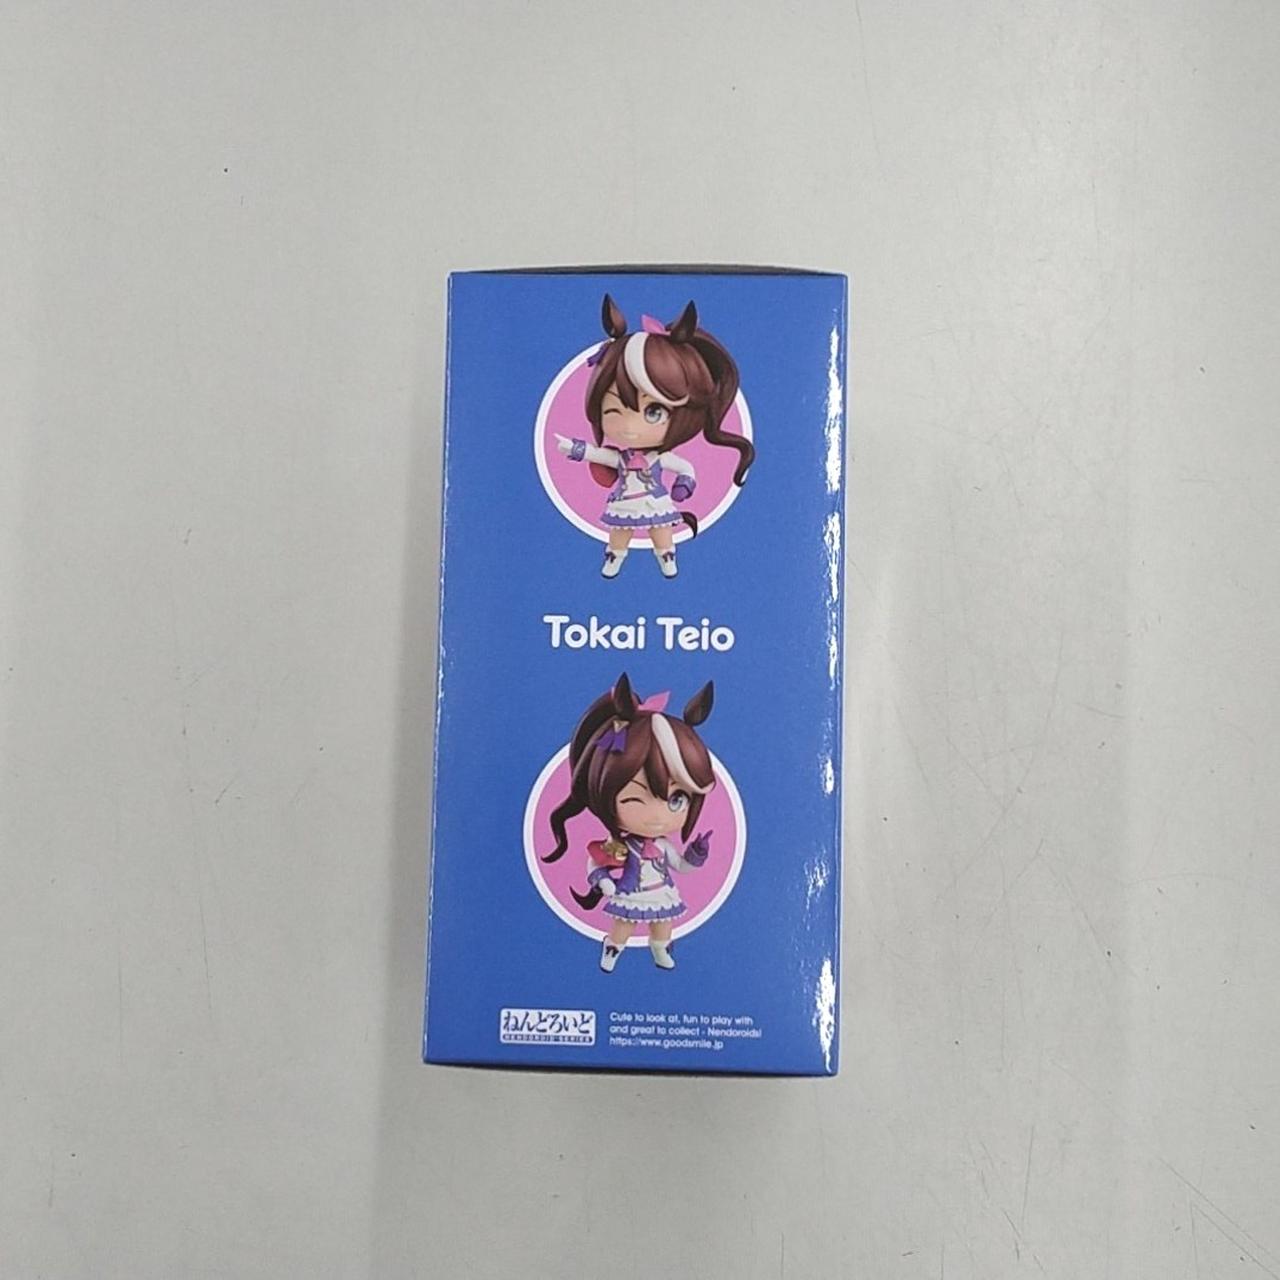 Tokai Teio
ねんどろいど
NENDOROID SERIES
Cute to look at, fun to play with
and great to collect - Nendoroids!
https://www.goodsmile.jp